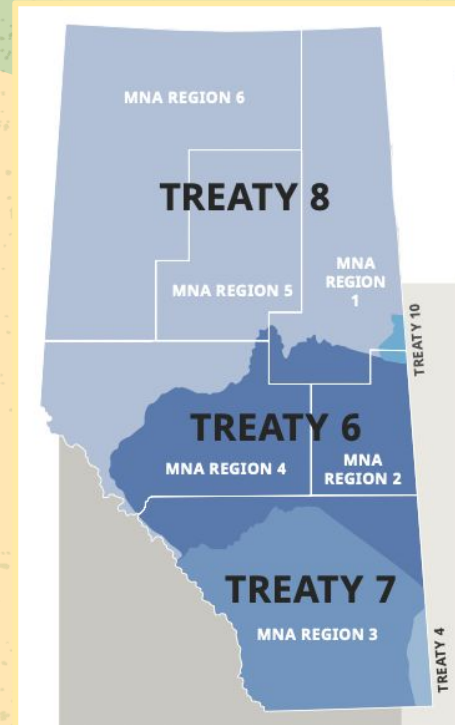 MNA REGION 6
TREATY 8
MNA
REGION
1
MNA REGION 5
TREATY 10
TREATY 6
MNA REGION 4
MNA
REGION 2
TREATY 7
MNA REGION 3
TREATY 4